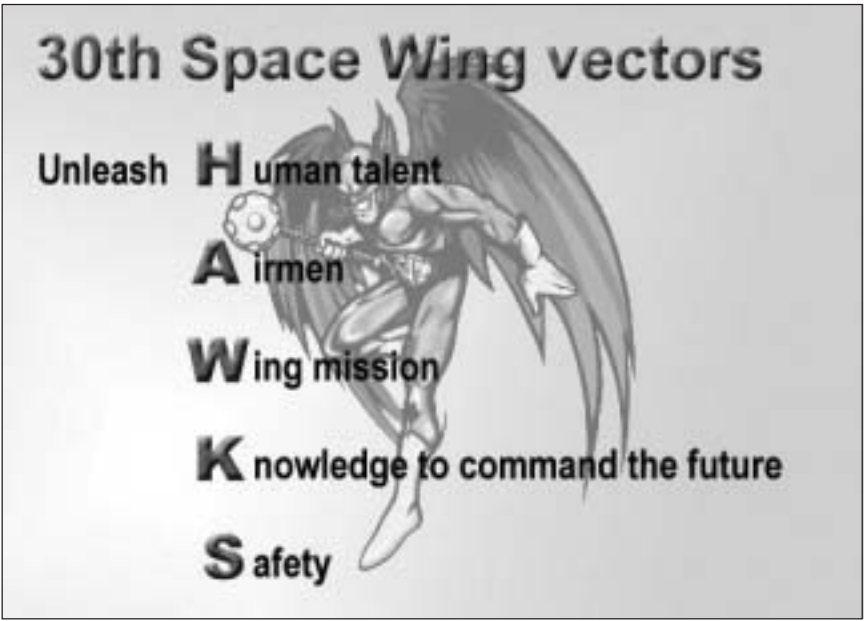 30th Space Wing vectors
Unleash Human talent
Airmen
Wing mission
Knowledge to command the future
Safety